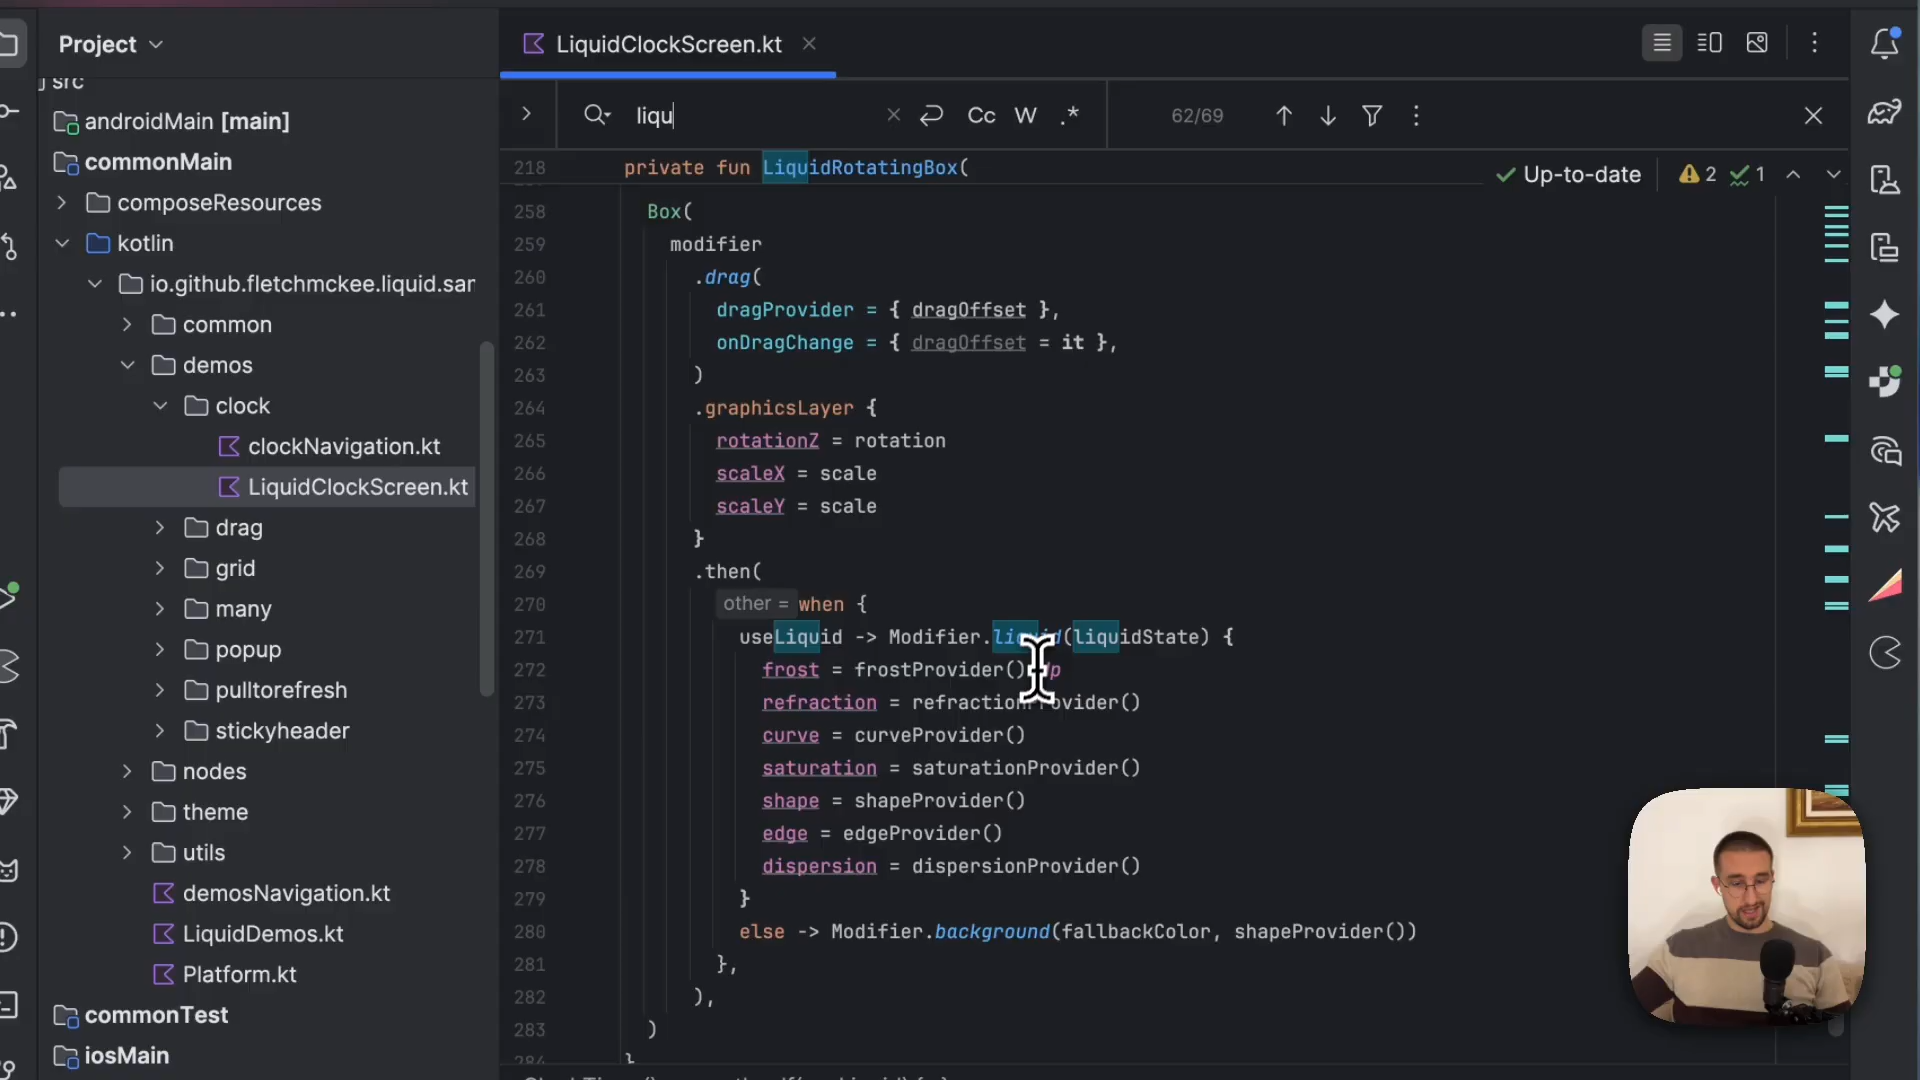 Project
LiquidClockScreen.kt
src
androidMain [main]
commonMain
composeResources
kotlin
io.github.fletchmckee.liquid.sar
common
demos
clock
clockNavigation.kt
LiquidClockScreen.kt
drag
grid
many
popup
pulltorefresh
stickyheader
nodes
theme
utils
demosNavigation.kt
LiquidDemos.kt
Platform.kt
commonTest
iosMain
liqu
Cc W .*
62/69
Up-to-date
2
1
218 private fun LiquidRotatingBox(
258 Box(
259 modifier
260 .drag(
261 dragProvider = { dragOffset },
262 onDragChange = { dragOffset = it },
263 )
264 .graphicsLayer {
265 rotationZ = rotation
266 scaleX = scale
267 scaleY = scale
268 }
269 .then(
270 other = when {
271 useLiquid -> Modifier.liquid(liquidState) {
272 frost = frostProvider()
273 refraction = refractionProvider()
274 curve = curveProvider()
275 saturation = saturationProvider()
276 shape = shapeProvider()
277 edge = edgeProvider()
278 dispersion = dispersionProvider()
279 }
280 else -> Modifier.background(fallbackColor, shapeProvider())
281 },
282 ),
283 )
284 }